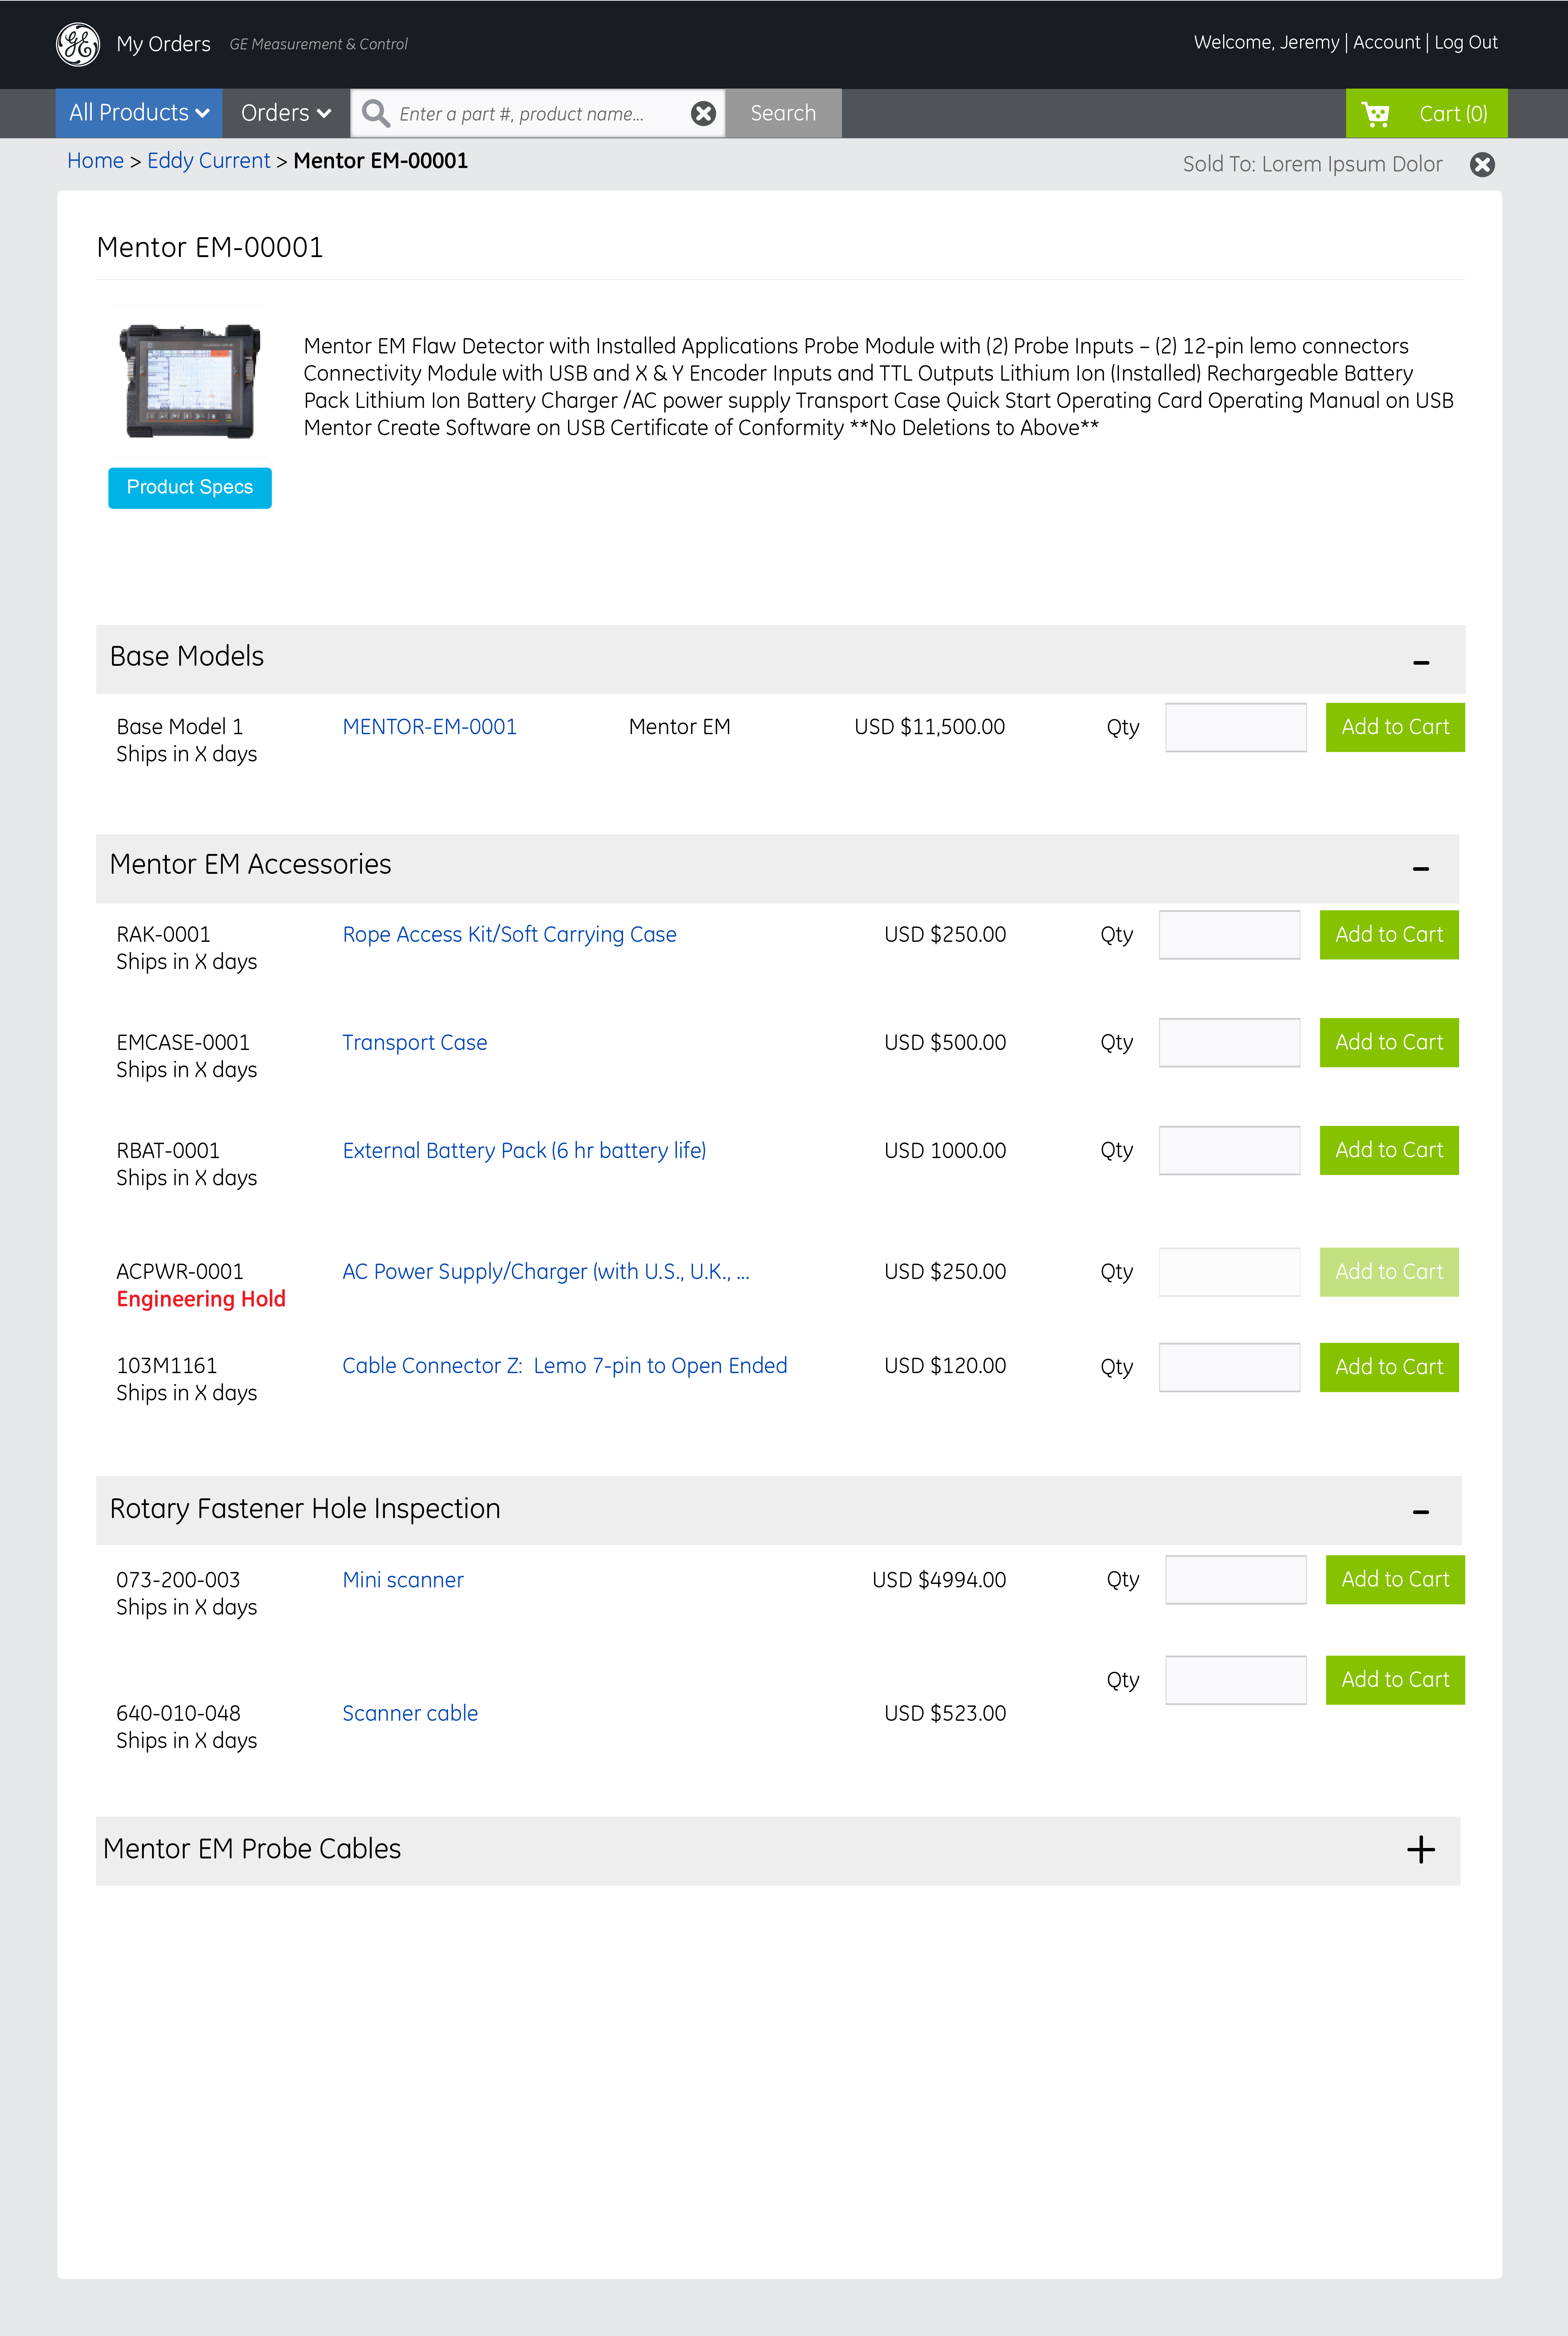 GE
My Orders GE Measurement & Control Welcome, Jeremy | Account | Log Out
All Products Orders Enter a part #, product name... Search Cart (0)
Home > Eddy Current > Mentor EM-00001 Sold To: Lorem Ipsum Dolor
Mentor EM-00001
Mentor EM Flaw Detector with Installed Applications Probe Module with (2) Probe Inputs – (2) 12-pin lemo connectors
Connectivity Module with USB and X & Y Encoder Inputs and TTL Outputs Lithium Ion (Installed) Rechargeable Battery
Pack Lithium Ion Battery Charger /AC power supply Transport Case Quick Start Operating Card Operating Manual on USB
Mentor Create Software on USB Certificate of Conformity **No Deletions to Above**
Product Specs
Base Models –
Base Model 1 MENTOR-EM-0001 Mentor EM USD $11,500.00 Qty Add to Cart
Ships in X days
Mentor EM Accessories –
RAK-0001 Rope Access Kit/Soft Carrying Case USD $250.00 Qty Add to Cart
Ships in X days
EMCASE-0001 Transport Case USD $500.00 Qty Add to Cart
Ships in X days
RBAT-0001 External Battery Pack (6 hr battery life) USD 1000.00 Qty Add to Cart
Ships in X days
ACPWR-0001 AC Power Supply/Charger (with U.S., U.K., ... USD $250.00 Qty Add to Cart
Engineering Hold
103M1161 Cable Connector Z:  Lemo 7-pin to Open Ended USD $120.00 Qty Add to Cart
Ships in X days
Rotary Fastener Hole Inspection –
073-200-003 Mini scanner USD $4994.00 Qty Add to Cart
Ships in X days
Qty Add to Cart
640-010-048 Scanner cable USD $523.00
Ships in X days
Mentor EM Probe Cables +